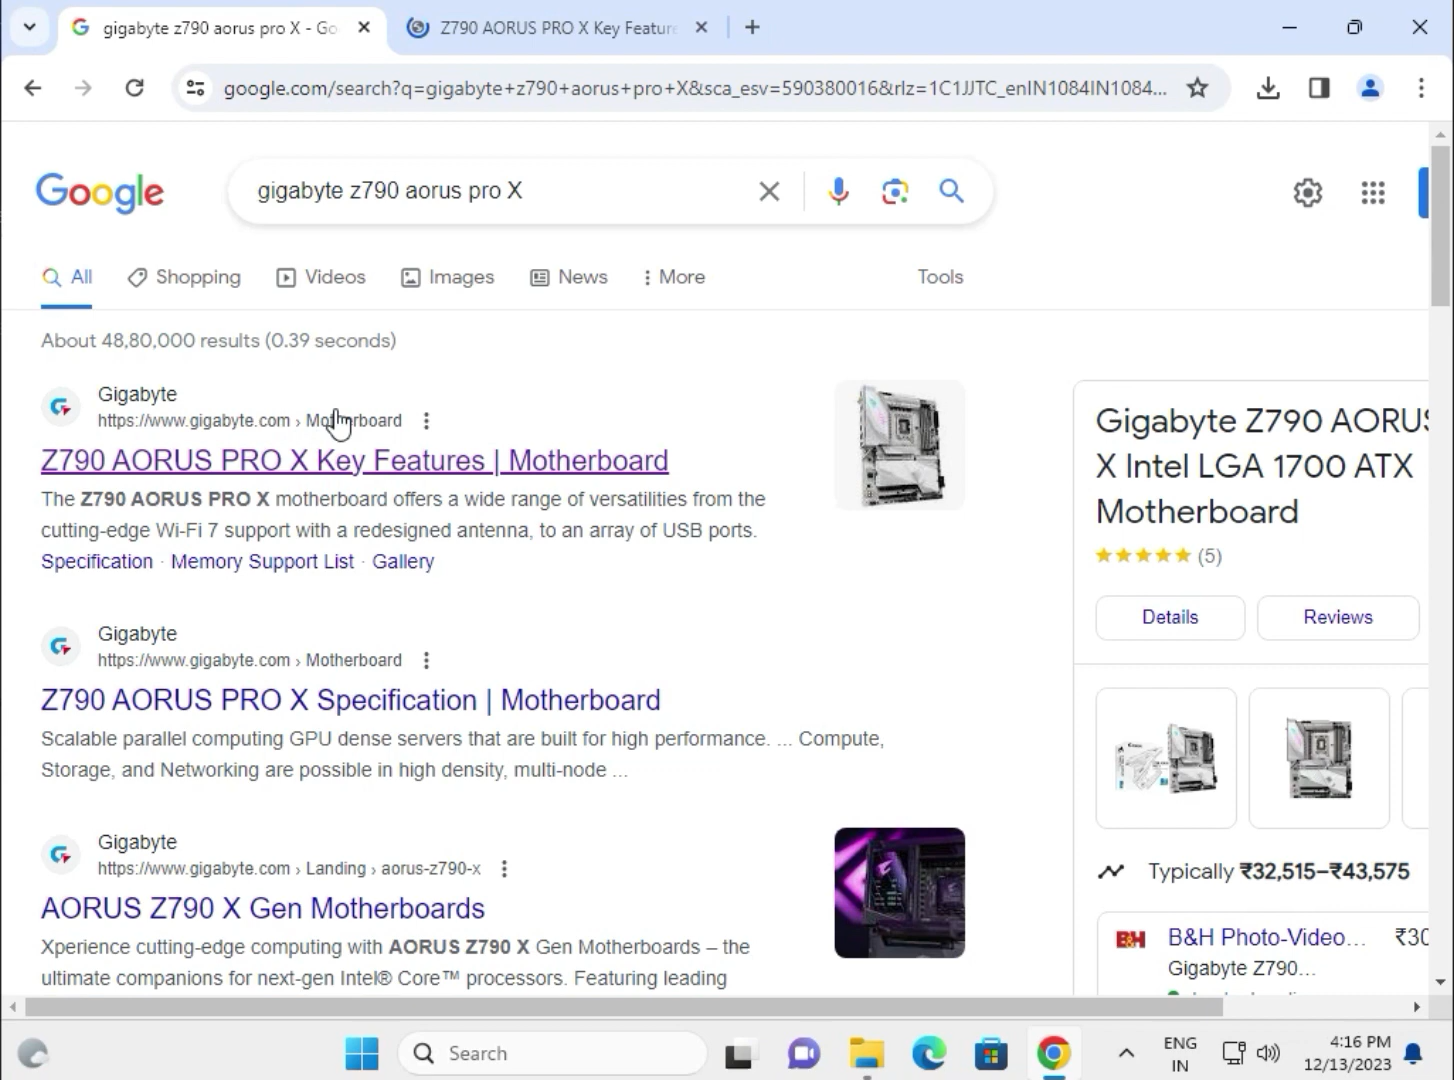 gigabyte z790 aorus pro X - Go
Z790 AORUS PRO X Key Featur
google.com/search?q=gigabyte+z790+aorus+pro+X&sca_esv=590380016&rlz=1C1JJTC_enIN1084IN1084...
Google
gigabyte z790 aorus pro X
All
Shopping
Videos
Images
News
More
Tools
About 48,80,000 results (0.39 seconds)
Gigabyte
https://www.gigabyte.com › Motherboard
Z790 AORUS PRO X Key Features | Motherboard
The Z790 AORUS PRO X motherboard offers a wide range of versatilities from the
cutting-edge Wi-Fi 7 support with a redesigned antenna, to an array of USB ports.
Specification · Memory Support List · Gallery
Gigabyte
https://www.gigabyte.com › Motherboard
Z790 AORUS PRO X Specification | Motherboard
Scalable parallel computing GPU dense servers that are built for high performance. ... Compute,
Storage, and Networking are possible in high density, multi-node ...
Gigabyte
https://www.gigabyte.com › Landing › aorus-z790-x
AORUS Z790 X Gen Motherboards
Xperience cutting-edge computing with AORUS Z790 X Gen Motherboards – the
ultimate companions for next-gen Intel® Core™ processors. Featuring leading
Gigabyte Z790 AORUS
X Intel LGA 1700 ATX
Motherboard
(5)
Details
Reviews
Typically ₹32,515–₹43,575
B&H
B&H Photo-Video...
₹30
Gigabyte Z790...
Search
ENG
IN
4:16 PM
12/13/2023